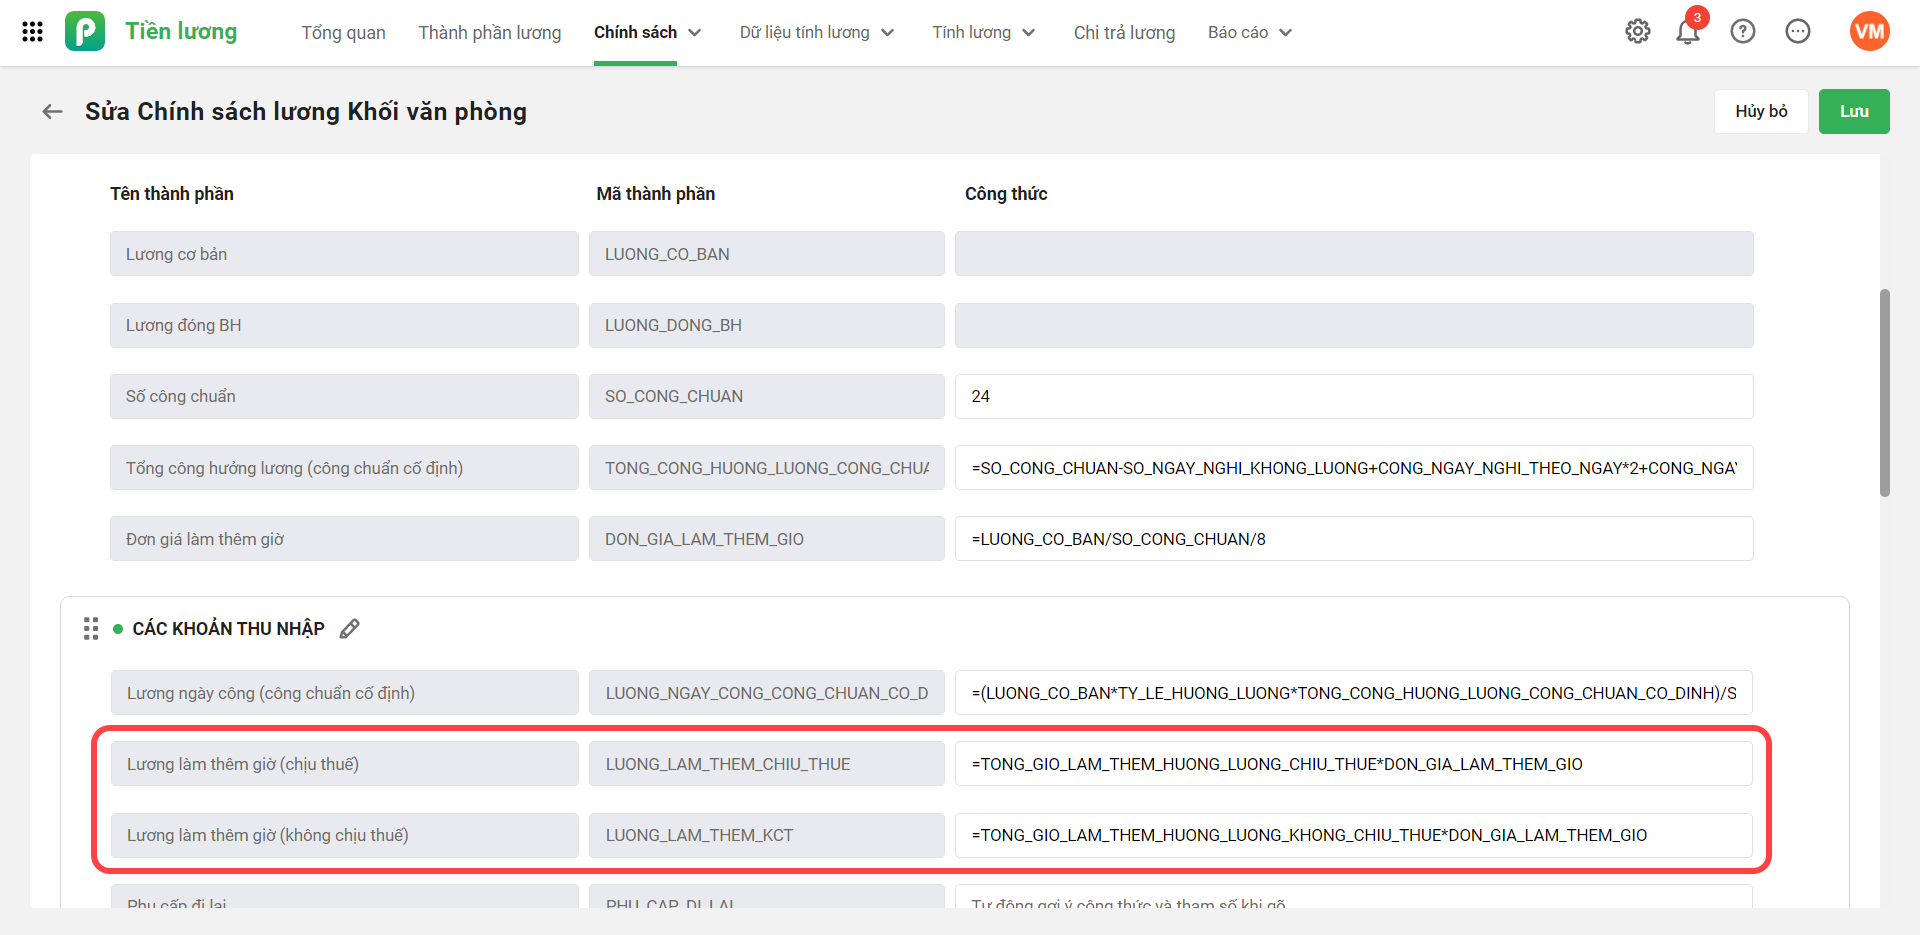 Tiền lương
Tổng quan
Thành phần lương
Chính sách
Dữ liệu tính lương
Tính lương
Chi trả lương
Báo cáo
3
VM
Sửa Chính sách lương Khối văn phòng
Hủy bỏ
Lưu
Tên thành phần
Mã thành phần
Công thức
Lương cơ bản
LUONG_CO_BAN
Lương đóng BH
LUONG_DONG_BH
Số công chuẩn
SO_CONG_CHUAN
24
Tổng công hưởng lương (công chuẩn cố định)
TONG_CONG_HUONG_LUONG_CONG_CHUA
=SO_CONG_CHUAN-SO_NGAY_NGHI_KHONG_LUONG+CONG_NGAY_NGHI_THEO_NGAY*2+CONG_NGAY
Đơn giá làm thêm giờ
DON_GIA_LAM_THEM_GIO
=LUONG_CO_BAN/SO_CONG_CHUAN/8
CÁC KHOẢN THU NHẬP
Lương ngày công (công chuẩn cố định)
LUONG_NGAY_CONG_CONG_CHUAN_CO_D
=(LUONG_CO_BAN*TY_LE_HUONG_LUONG*TONG_CONG_HUONG_LUONG_CONG_CHUAN_CO_DINH)/S
Lương làm thêm giờ (chịu thuế)
LUONG_LAM_THEM_CHIU_THUE
=TONG_GIO_LAM_THEM_HUONG_LUONG_CHIU_THUE*DON_GIA_LAM_THEM_GIO
Lương làm thêm giờ (không chịu thuế)
LUONG_LAM_THEM_KCT
=TONG_GIO_LAM_THEM_HUONG_LUONG_KHONG_CHIU_THUE*DON_GIA_LAM_THEM_GIO
Phụ cấp đi lại
PHU_CAP_DI_LAI
Tự động gợi ý công thức và tham số khi gõ